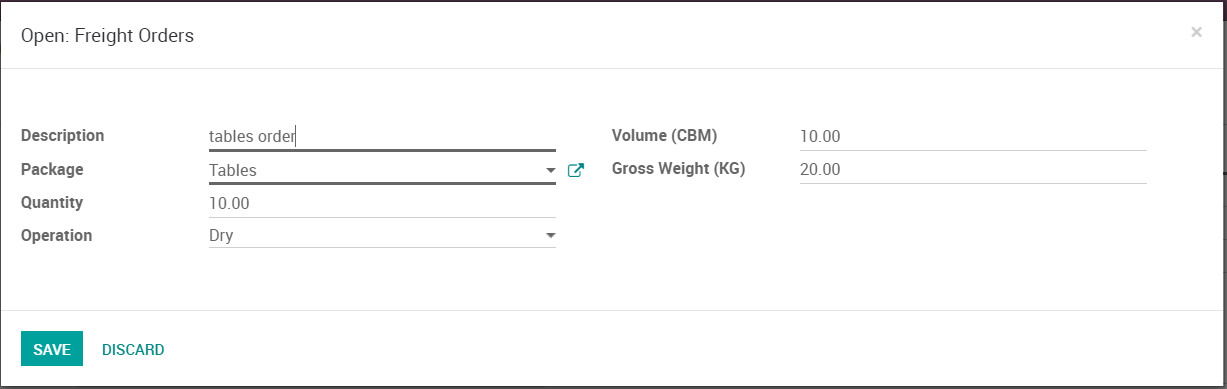 Open: Freight Orders
×
Description tables order
Package Tables
Quantity 10.00
Operation Dry
Volume (CBM) 10.00
Gross Weight (KG) 20.00
SAVE DISCARD